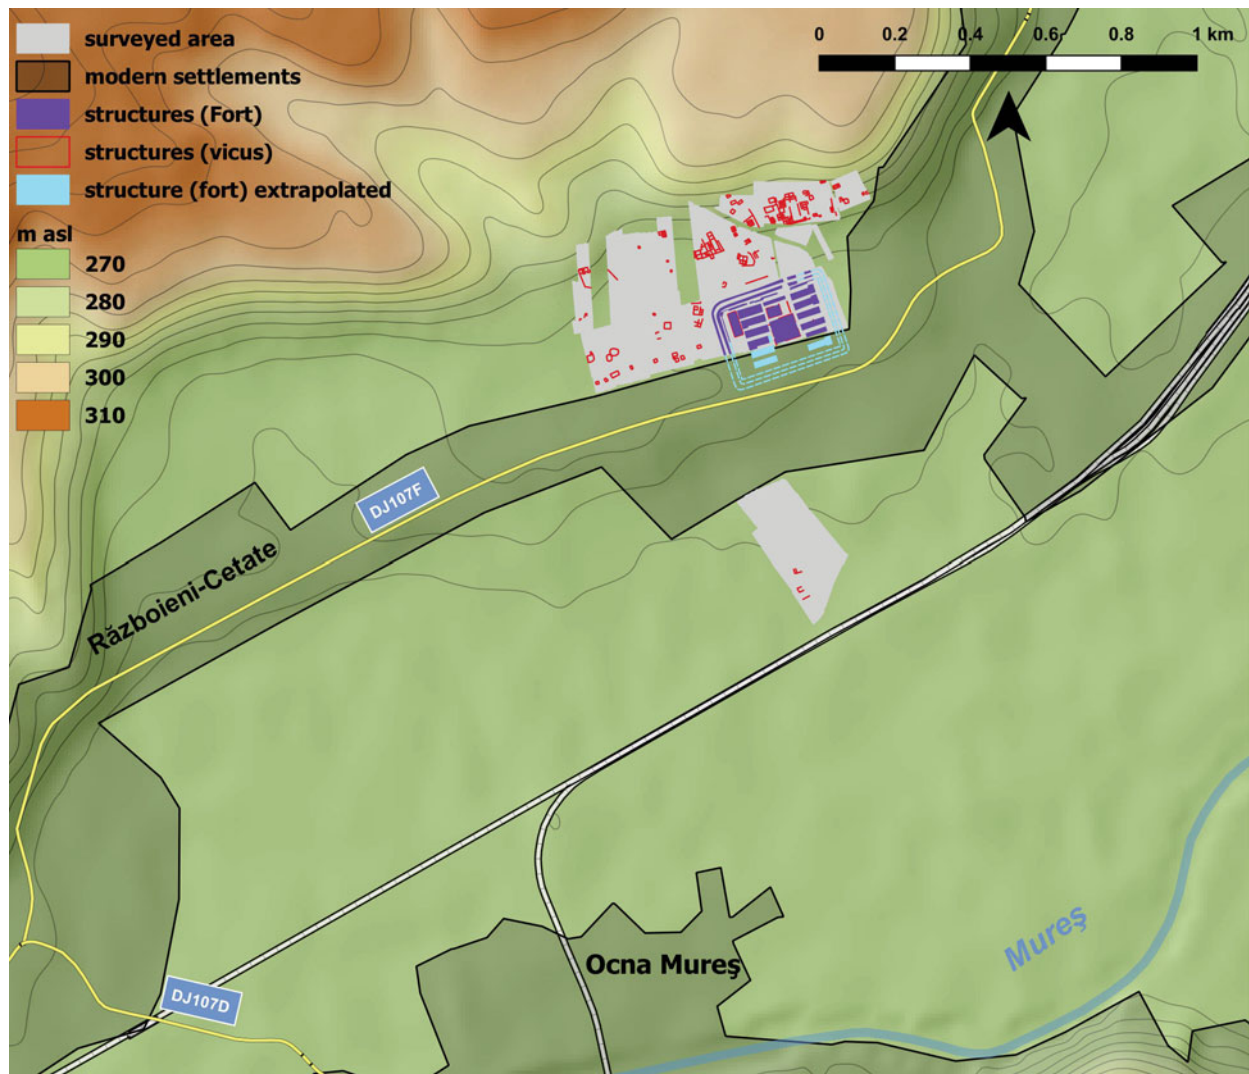 surveyed area
modern settlements
structures (Fort)
structures (vicus)
structure (fort) extrapolated
m asl
270
280
290
300
310
0 0.2 0.4 0.6 0.8 1 km
DJ107F
Războieni-Cetate
Ocna Mureş
Mureş
DJ107D